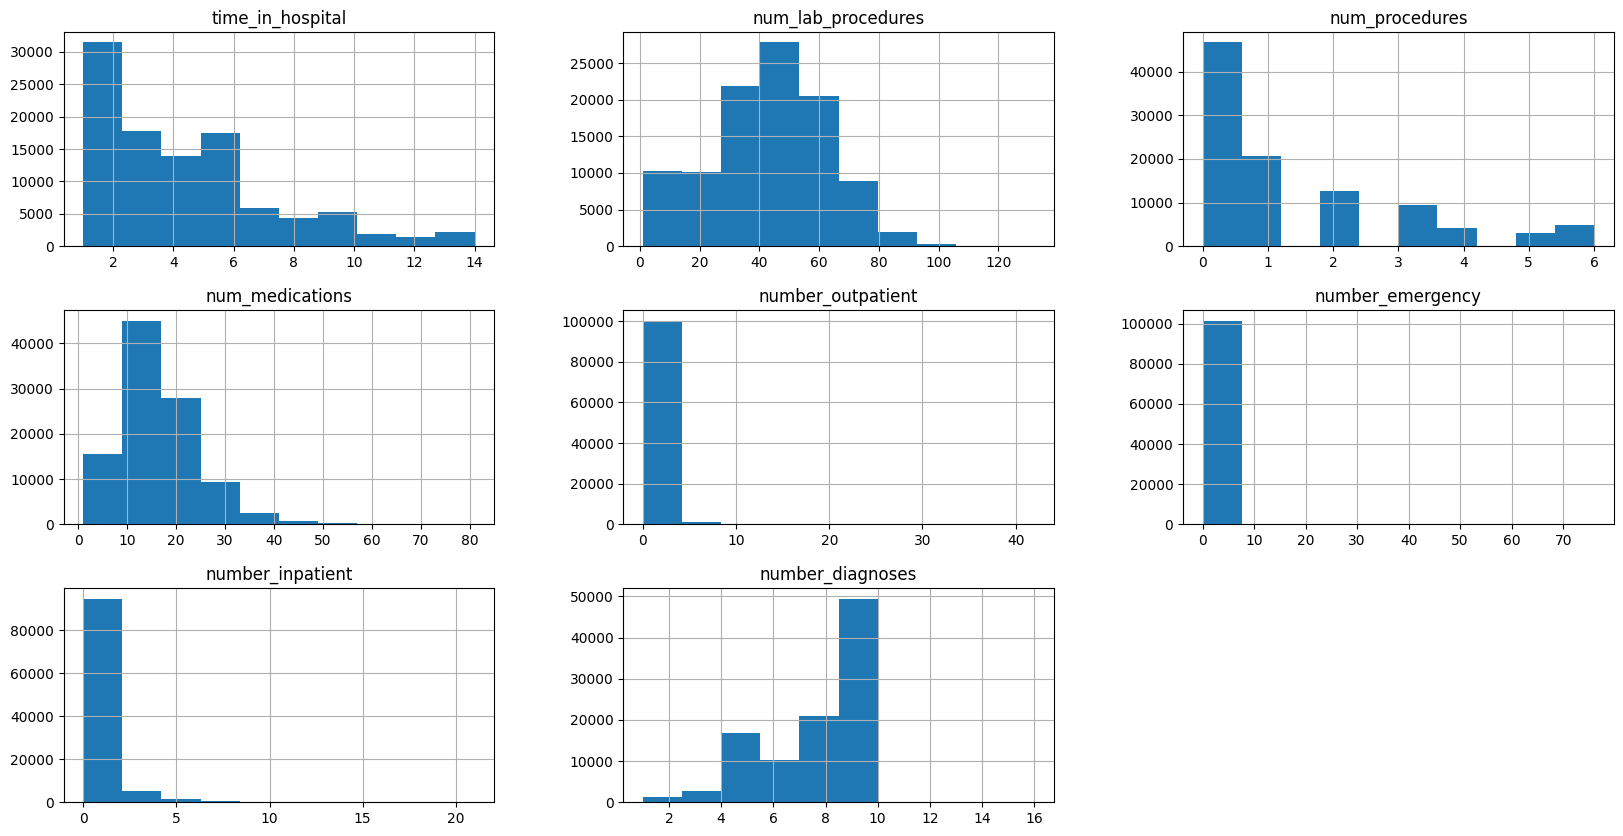 time_in_hospital
30000
25000
20000
15000
10000
5000
0
2 4 6 8 10 12 14
num_lab_procedures
25000
20000
15000
10000
5000
0
0 20 40 60 80 100 120
num_procedures
40000
30000
20000
10000
0
0 1 2 3 4 5 6
num_medications
40000
30000
20000
10000
0
0 10 20 30 40 50 60 70 80
number_outpatient
100000
80000
60000
40000
20000
0
0 10 20 30 40
number_emergency
100000
80000
60000
40000
20000
0
0 10 20 30 40 50 60 70
number_inpatient
80000
60000
40000
20000
0
0 5 10 15 20
number_diagnoses
50000
40000
30000
20000
10000
0
2 4 6 8 10 12 14 16